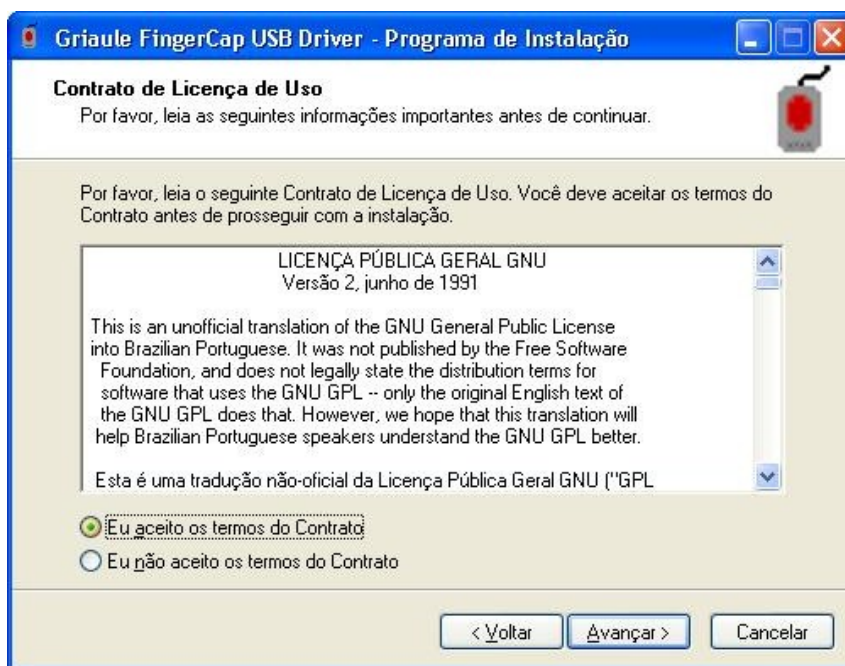 Griaule FingerCap USB Driver - Programa de Instalação
Contrato de Licença de Uso
Por favor, leia as seguintes informações importantes antes de continuar.
Por favor, leia o seguinte Contrato de Licença de Uso. Você deve aceitar os termos do
Contrato antes de prosseguir com a instalação.
LICENÇA PÚBLICA GERAL GNU
Versão 2, junho de 1991
This is an unofficial translation of the GNU General Public License
into Brazilian Portuguese. It was not published by the Free Software
Foundation, and does not legally state the distribution terms for
software that uses the GNU GPL -- only the original English text of
the GNU GPL does that. However, we hope that this translation will
help Brazilian Portuguese speakers understand the GNU GPL better.
Esta é uma tradução não-oficial da Licença Pública Geral GNU ("GPL
Eu aceito os termos do Contrato
Eu não aceito os termos do Contrato
< Voltar Avançar > Cancelar